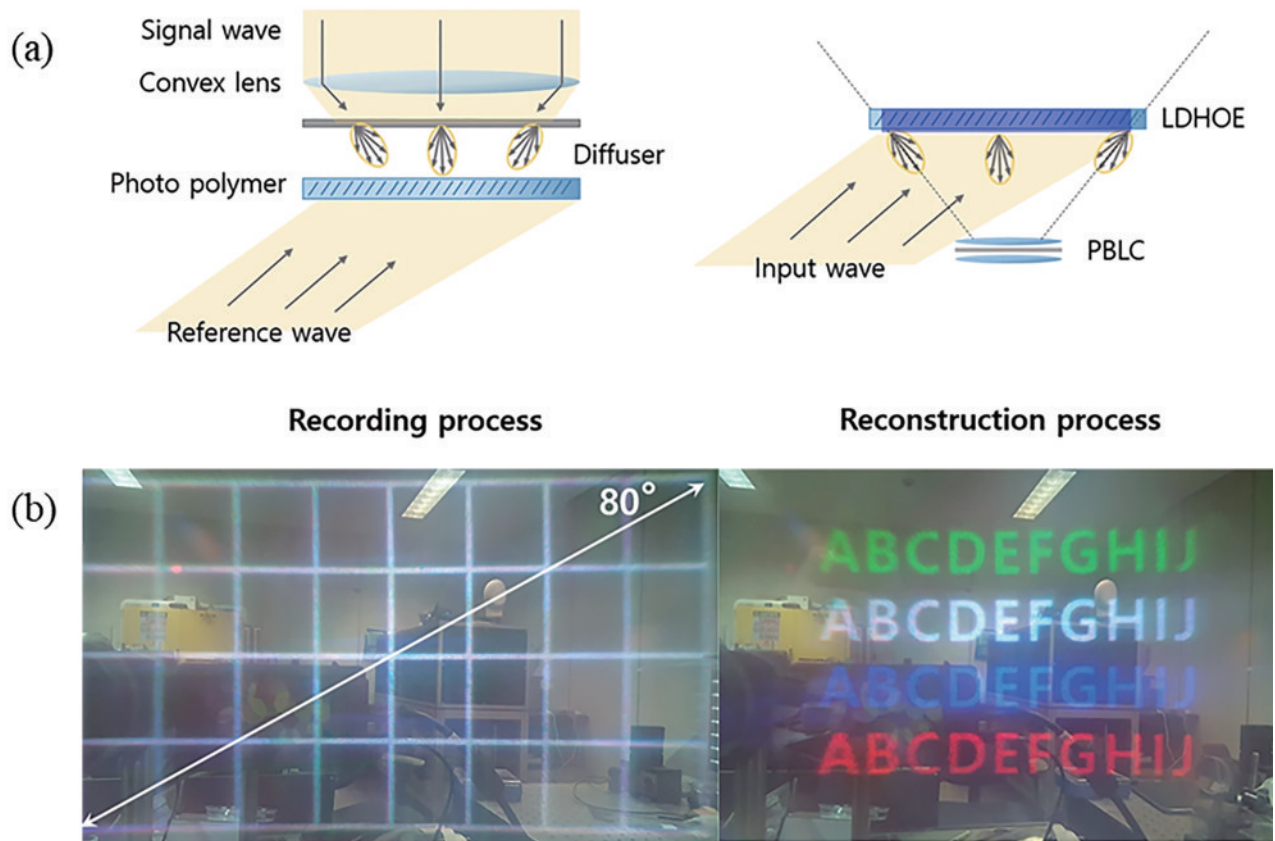 (a)
Signal wave
Convex lens
Diffuser
Photo polymer
Reference wave
LDHOE
Input wave
PBLC
Recording process
Reconstruction process
(b)
80°
ABCDEFGHIJ
ABCDEFGHIJ
ABCDEFGHIJ
ABCDEFGHIJ